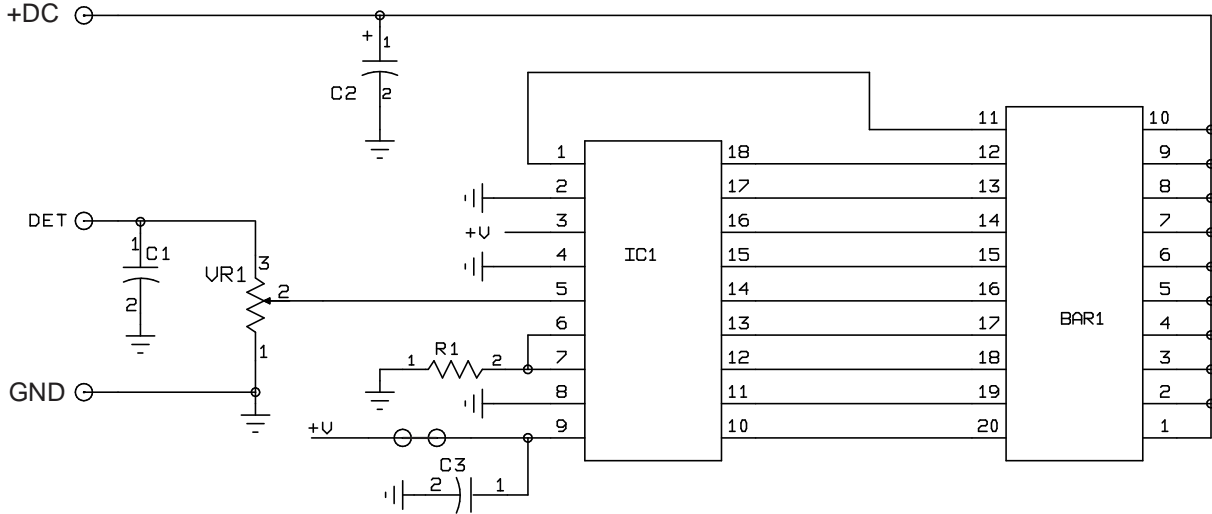 +DC
+ 1
C2 2
11 10
1 18 12 9
2 17 13 8
+V 3 16 14 7
DET
1 C1
4 IC1 15 15 6
VR1 3
2
2
5 14 16 5
6 13 17 BAR1 4
1
1 R1 2 7 12 18 3
GND
8 11 19 2
+V 9 10 20 1
C3
2 1